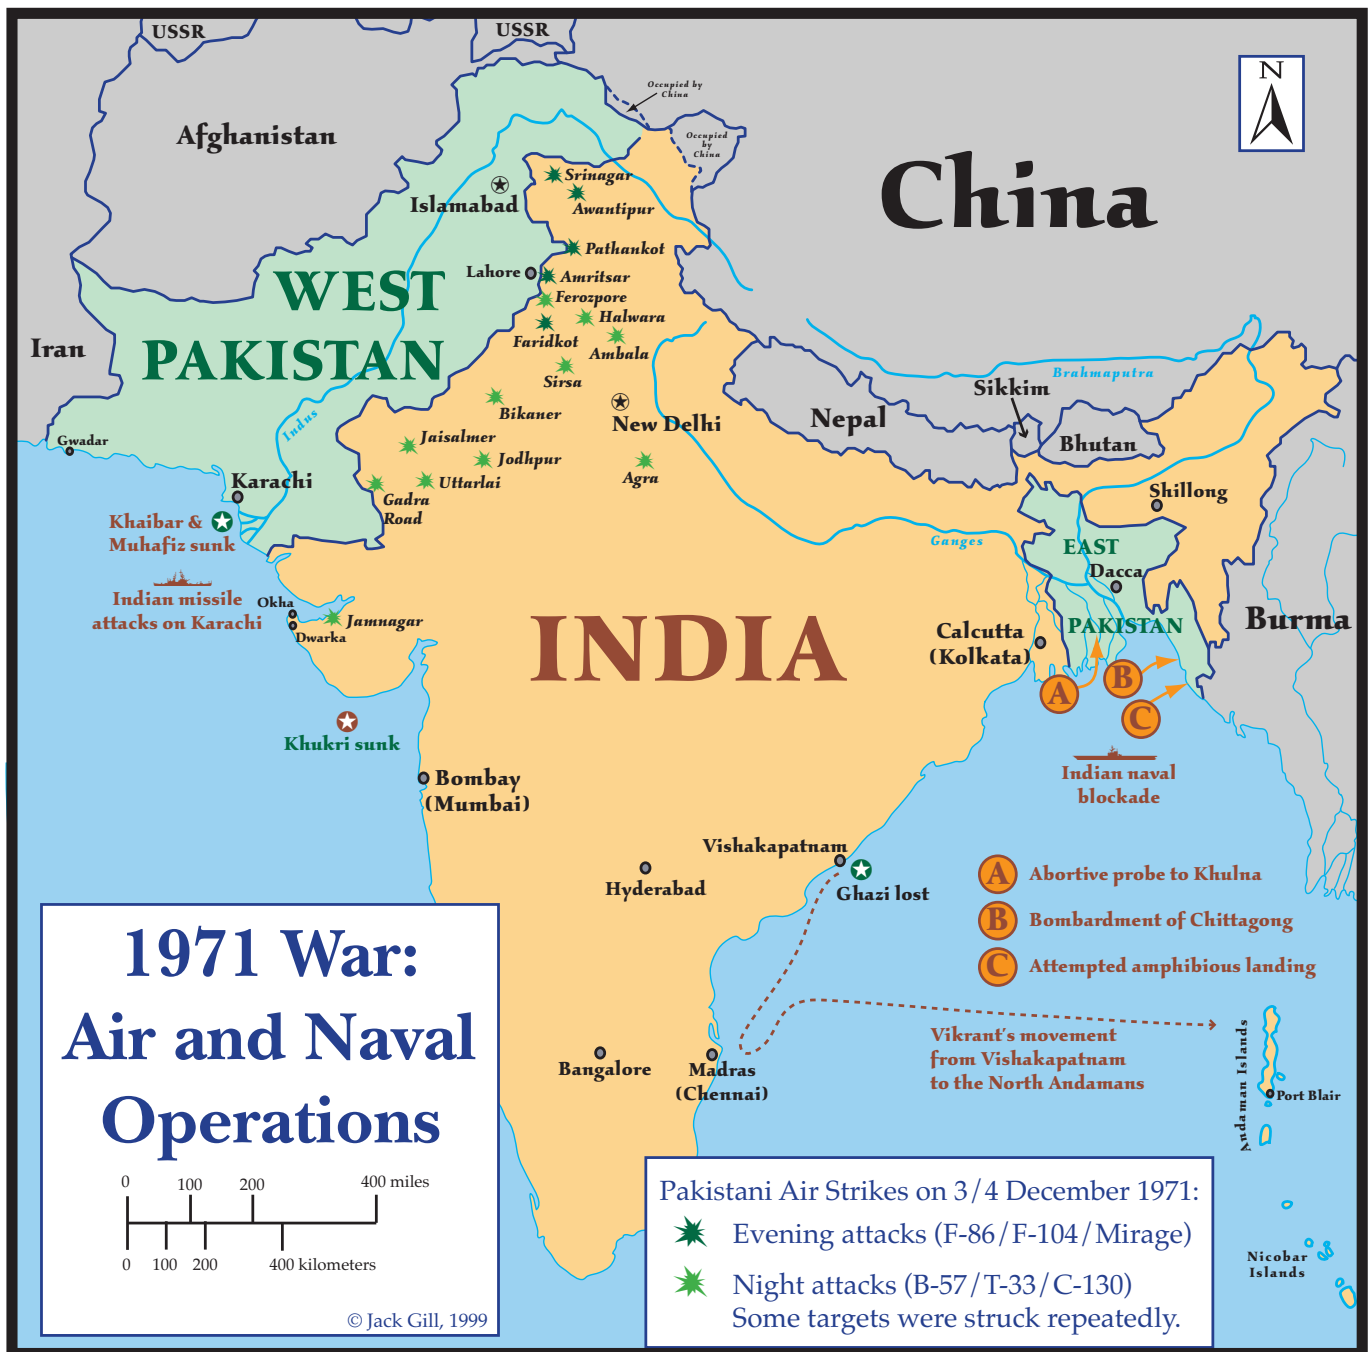 USSR
USSR
Occupied by
China
Occupied
by
China
N
Afghanistan
China
Srinagar
Islamabad
Awantipur
Pathankot
Lahore
Amritsar
WEST
PAKISTAN
Ferozpore
Halwara
Faridkot
Ambala
Iran
Sirsa
Brahmaputra
Sikkim
Bikaner
New Delhi
Nepal
Bhutan
Indus
Gwadar
Jaisalmer
Jodhpur
Karachi
Uttarlai
Agra
Gadra
Road
Shillong
Khaibar &
Muhafiz sunk
Ganges
EAST
Dacca
PAKISTAN
Indian missile
attacks on Karachi
Okha
Dwarka
Jamnagar
INDIA
Burma
Calcutta
(Kolkata)
A
B
C
Khukri sunk
Indian naval
blockade
Bombay
(Mumbai)
Vishakapatnam
Hyderabad
Ghazi lost
A Abortive probe to Khulna
B Bombardment of Chittagong
C Attempted amphibious landing
Vikrant's movement
from Vishakapatnam
to the North Andamans
Andaman Islands
Port Blair
Bangalore
Madras
(Chennai)
Nicobar
Islands
1971 War:
Air and Naval
Operations
0 100 200 400 miles
0 100 200 400 kilometers
© Jack Gill, 1999
Pakistani Air Strikes on 3/4 December 1971:
Evening attacks (F-86/F-104/Mirage)
Night attacks (B-57/T-33/C-130)
Some targets were struck repeatedly.